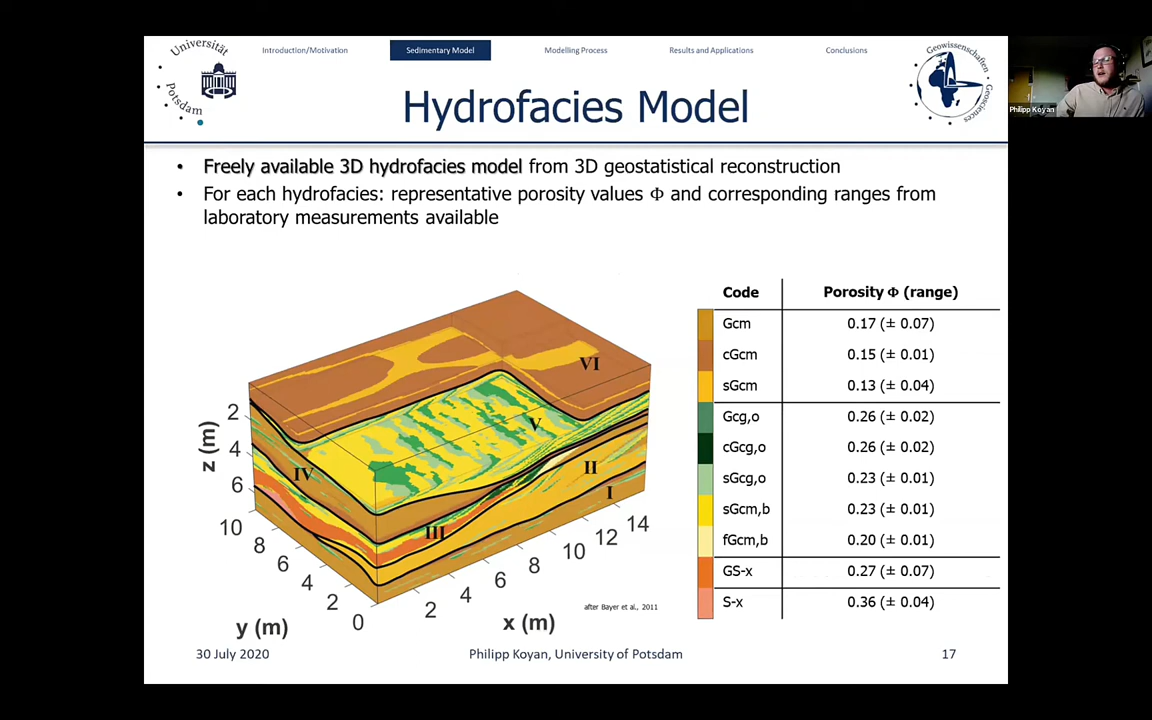 Universität
Potsdam
Introduction/Motivation
Sedimentary Model
Modelling Process
Results and Applications
Conclusions
Geowissenschaften
Geosciences
Philipp Koyan
Hydrofacies Model
• Freely available 3D hydrofacies model from 3D geostatistical reconstruction
• For each hydrofacies: representative porosity values Φ and corresponding ranges from
laboratory measurements available
Code Porosity Φ (range)
Gcm 0.17 (± 0.07)
cGcm 0.15 (± 0.01)
sGcm 0.13 (± 0.04)
Gcg,o 0.26 (± 0.02)
cGcg,o 0.26 (± 0.02)
sGcg,o 0.23 (± 0.01)
sGcm,b 0.23 (± 0.01)
fGcm,b 0.20 (± 0.01)
GS-x 0.27 (± 0.07)
S-x 0.36 (± 0.04)
VI
V
IV
III
II
I
z (m)
2
4
6
10
8
6
4
2
0
y (m)
2
4
6
8
10
12
14
x (m)
after Bayer et al., 2011
30 July 2020
Philipp Koyan, University of Potsdam
17